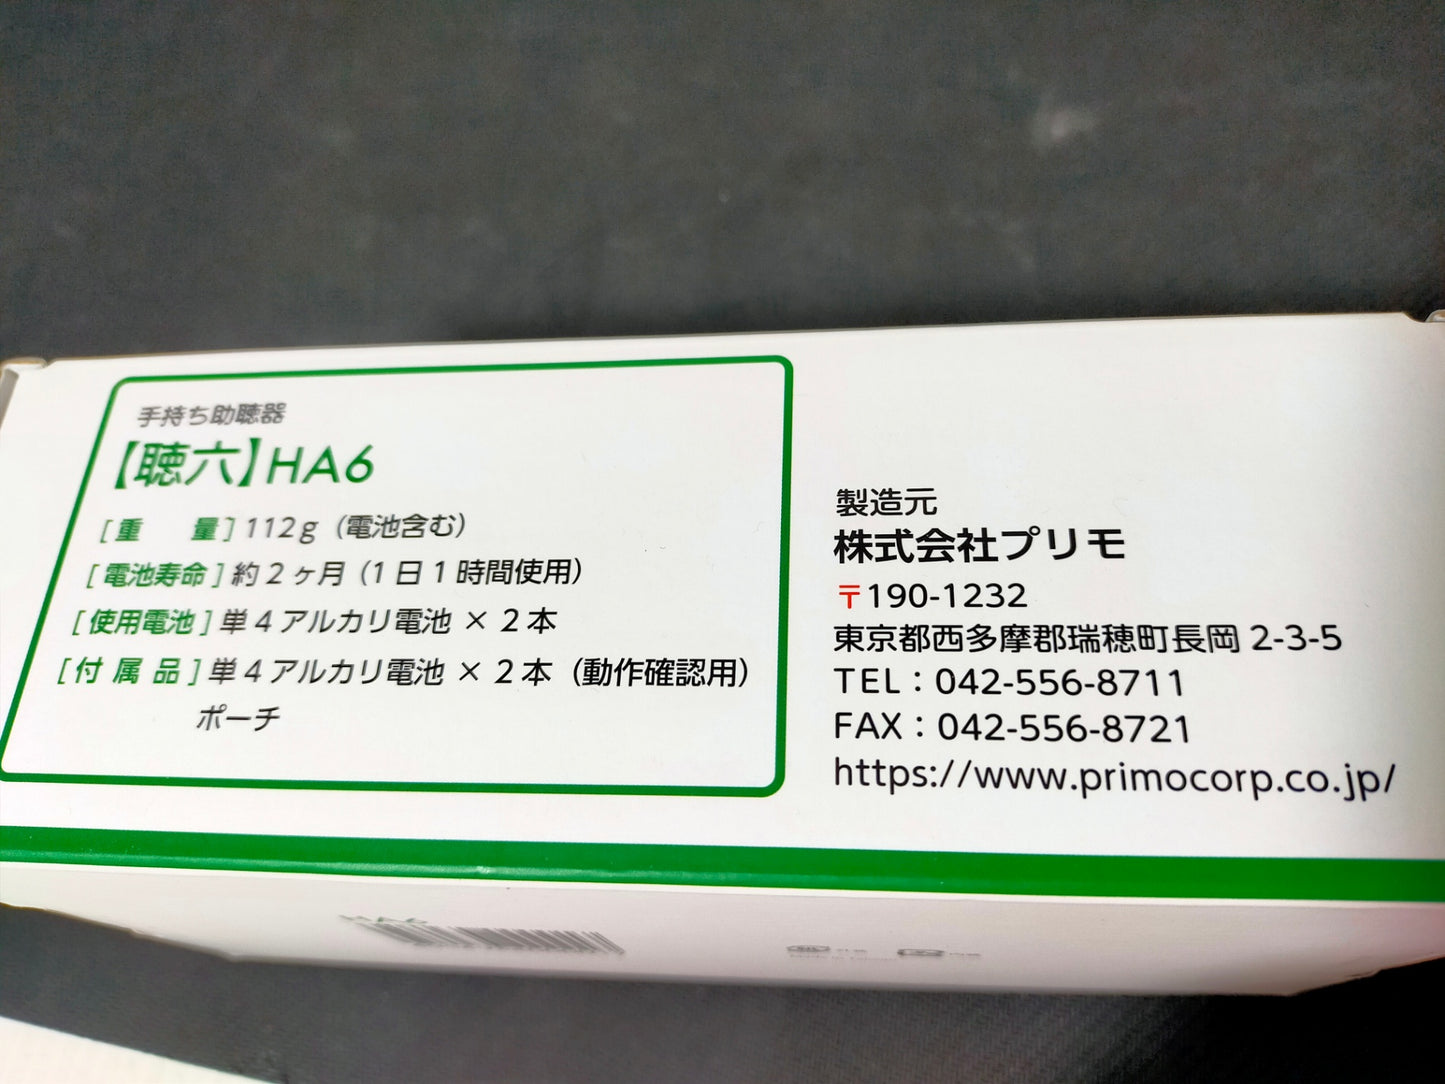 手持ち助聴器
【聴六】HA6
[重 量] 112g（電池含む）
[電池寿命] 約2ヶ月（1日1時間使用）
[使用電池] 単4アルカリ電池 × 2本
[付属品] 単4アルカリ電池 × 2本（動作確認用）
ポーチ
製造元
株式会社プリモ
〒190-1232
東京都西多摩郡瑞穂町長岡 2-3-5
TEL：042-556-8711
FAX：042-556-8721
https://www.primocorp.co.jp/